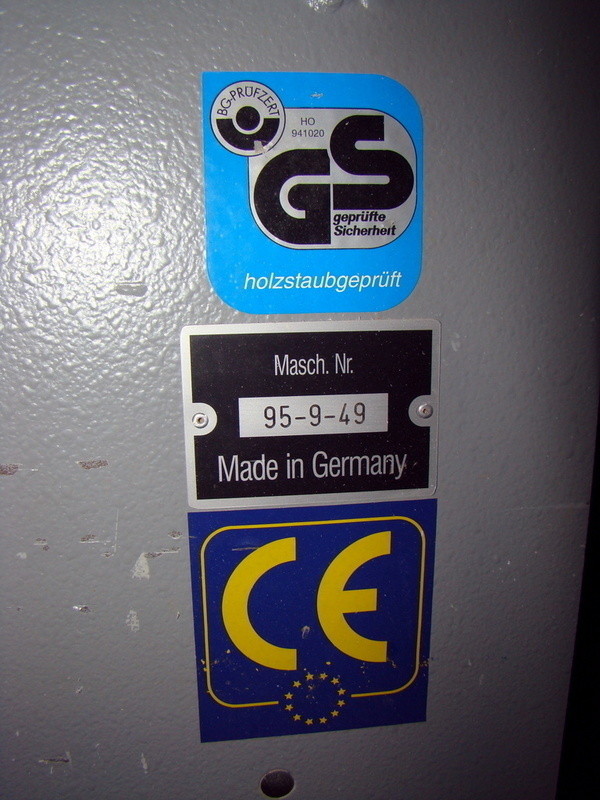 BG-PRÜFZERT
HO
941020
GS
geprüfte
Sicherheit
holzstaubgeprüft
Masch. Nr.
95-9-49
Made in Germany
CE